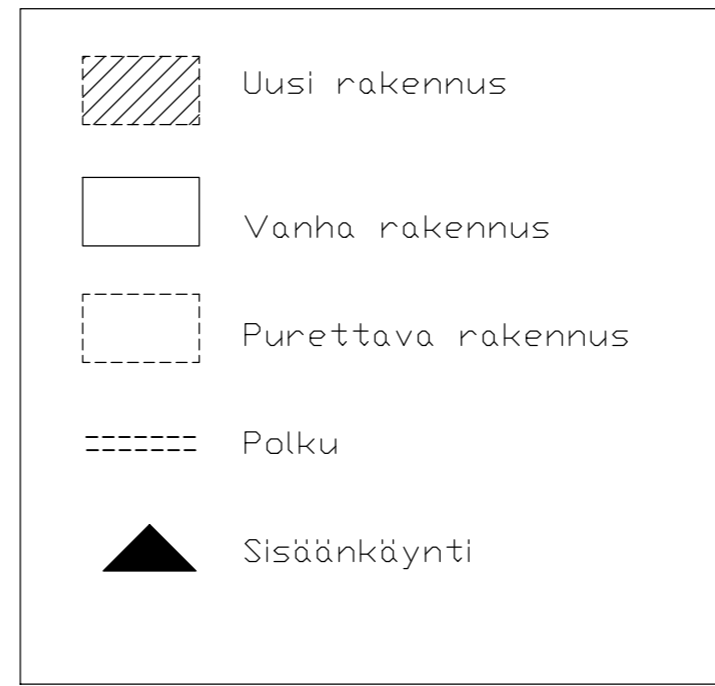 Uusi rakennus
Vanha rakennus
Purettava rakennus
Polku
Sisäänkäynti